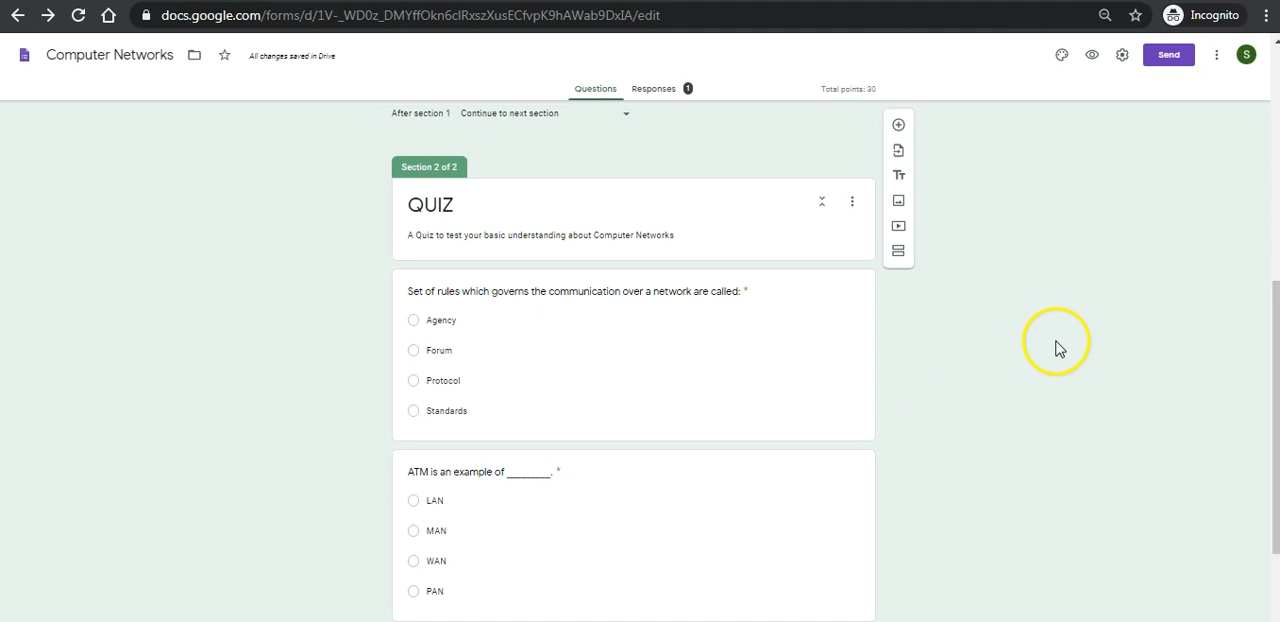 docs.google.com/forms/d/1V-_WD0z_DMYffOkn6clRxszXusECfvpK9hAWab9DxIA/edit
Incognito
Computer Networks
All changes saved in Drive
Send
S
Questions
Responses 1
Total points: 30
After section 1 Continue to next section
Section 2 of 2
QUIZ
A Quiz to test your basic understanding about Computer Networks
Set of rules which governs the communication over a network are called: *
Agency
Forum
Protocol
Standards
ATM is an example of ________. *
LAN
MAN
WAN
PAN
Tт